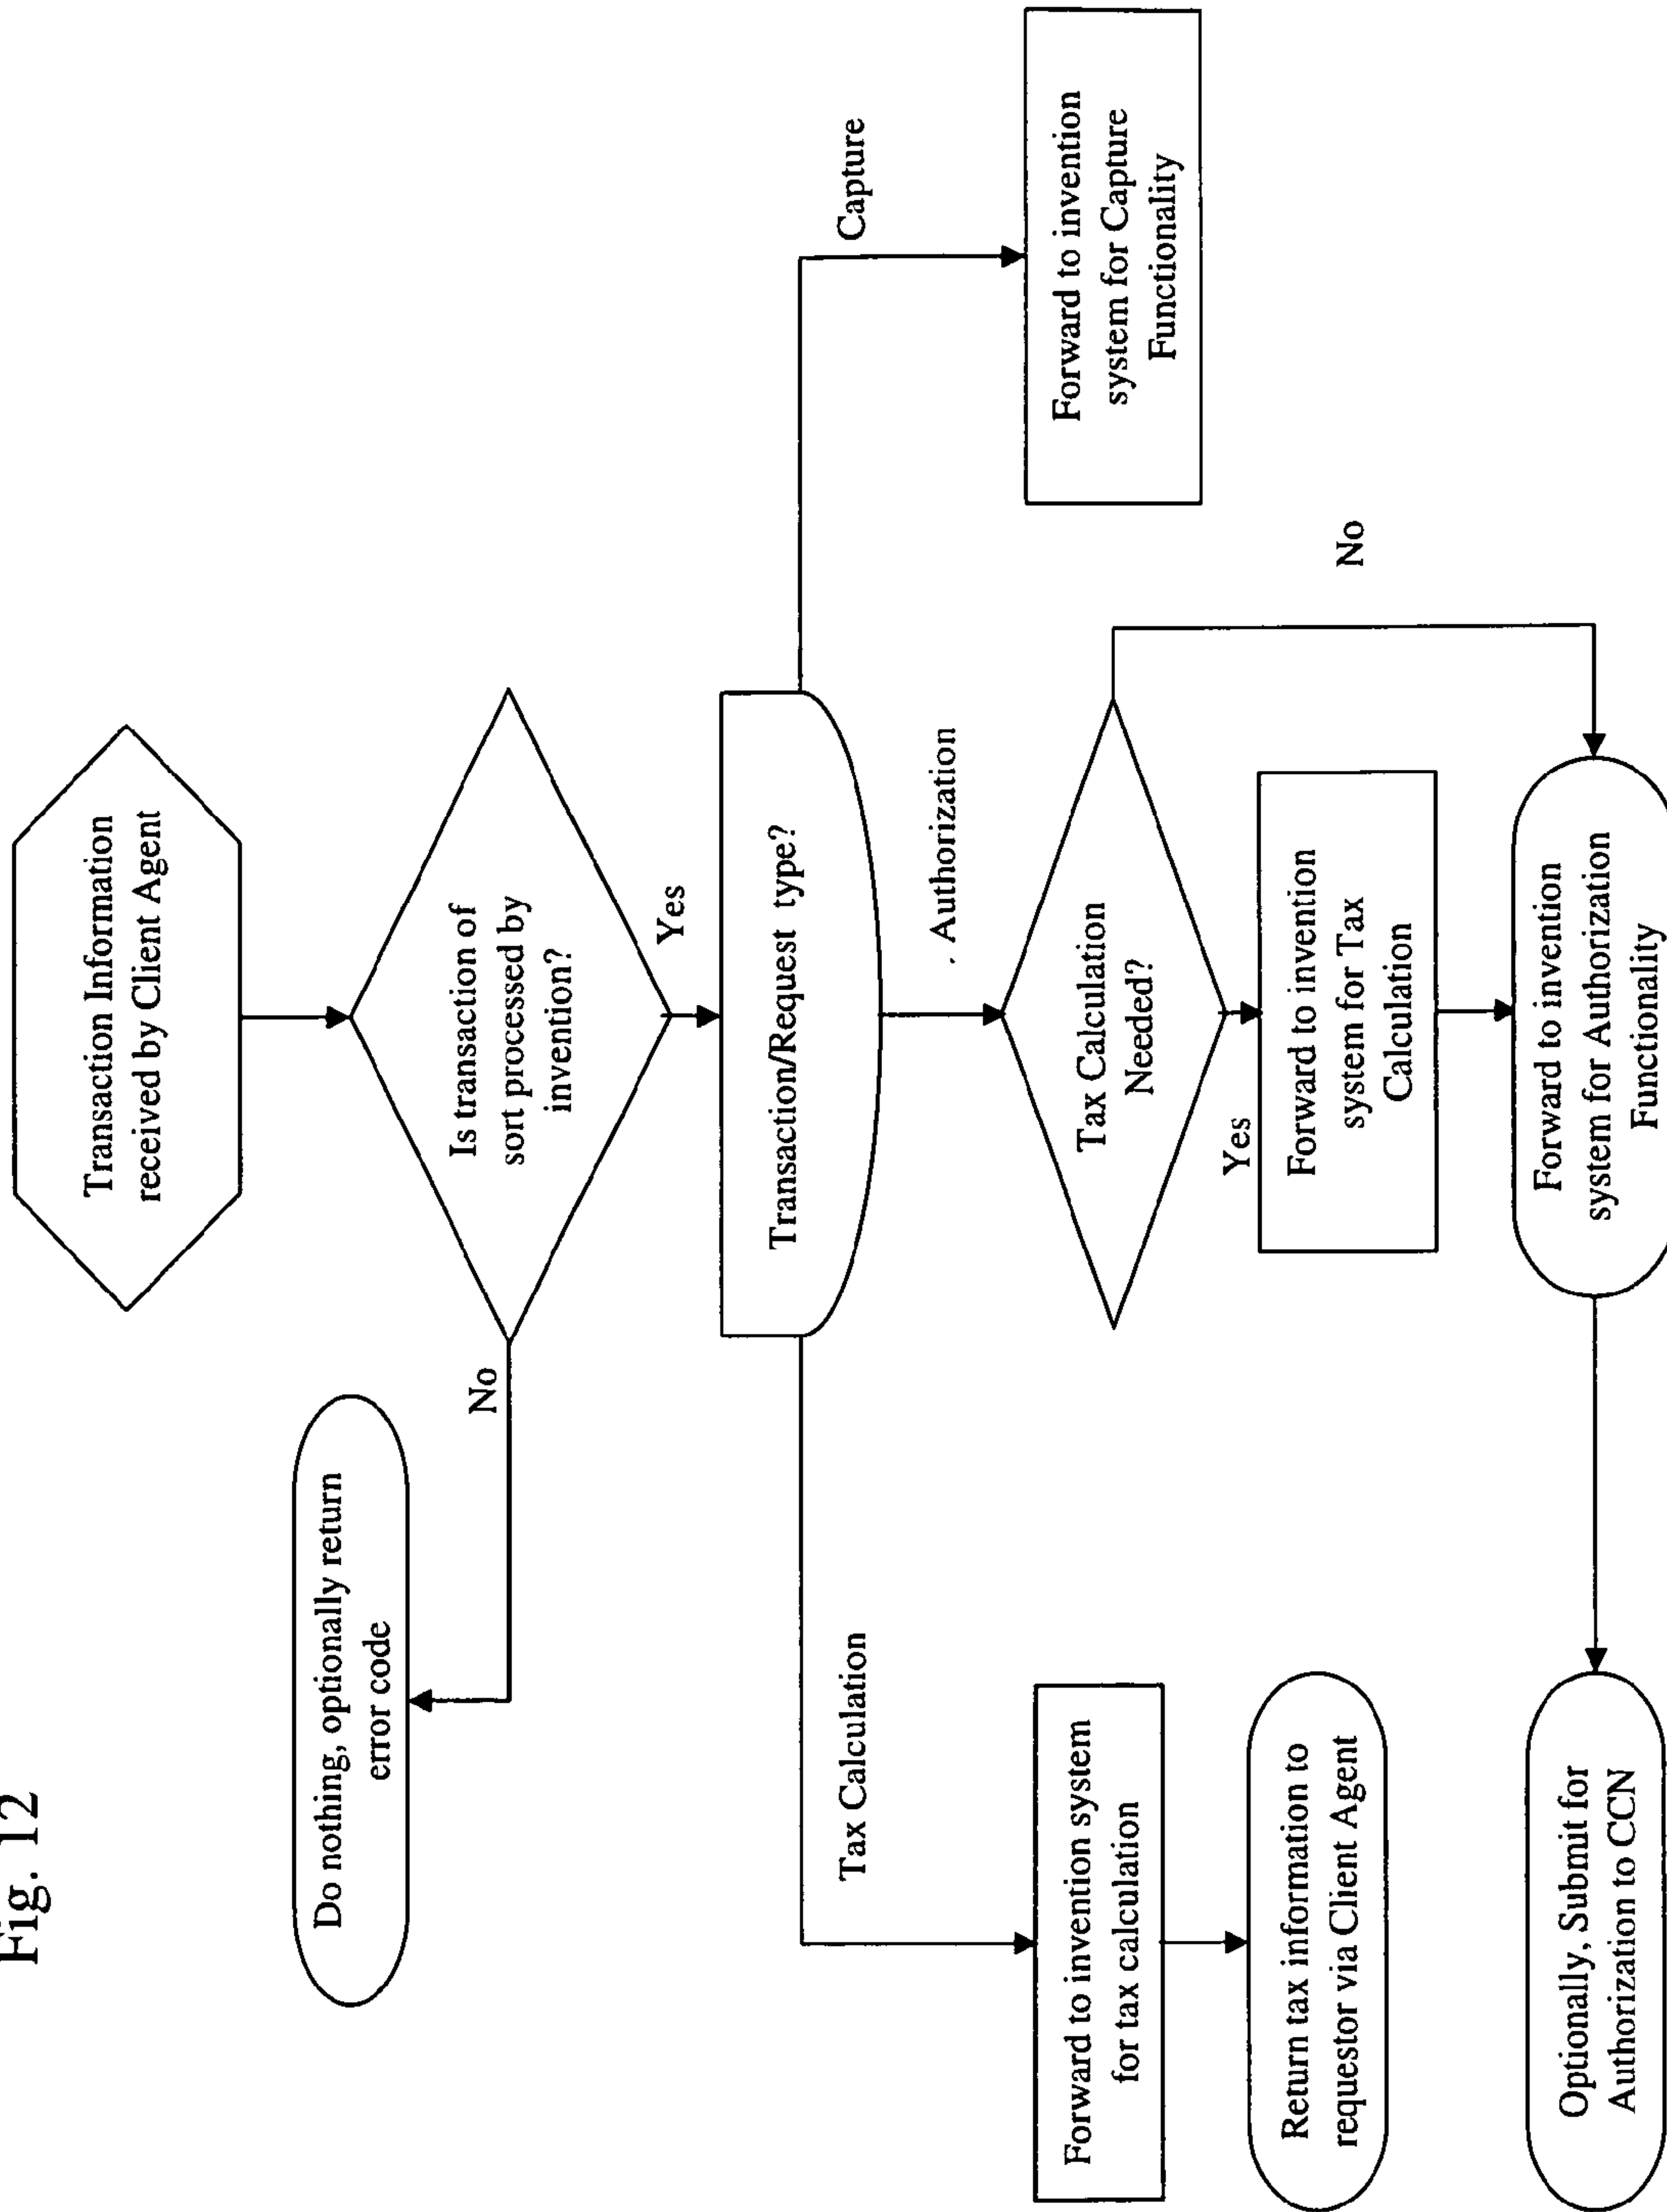 Fig. 12
Transaction Information
received by Client Agent
Do nothing, optionally return
error code
No
Is transaction of
sort processed by
invention?
Yes
Transaction/Request type?
Tax Calculation
, Authorization
Capture
Forward to invention system
for tax calculation
Return tax information to
requestor via Client Agent
Tax Calculation
Needed?
Yes
No
Forward to invention
system for Tax
Calculation
Forward to invention
system for Capture
Functionality
Forward to invention
system for Authorization
Functionality
Optionally, Submit for
Authorization to CCN